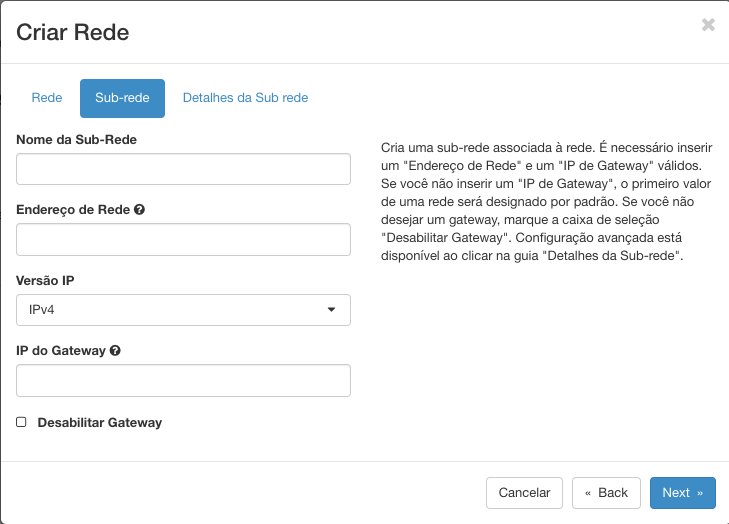 Criar Rede
×
Rede
Sub-rede
Detalhes da Sub rede
Nome da Sub-Rede
Endereço de Rede
Versão IP
IPv4
IP do Gateway
Desabilitar Gateway
Cria uma sub-rede associada à rede. É necessário inserir
um "Endereço de Rede" e um "IP de Gateway" válidos.
Se você não inserir um "IP de Gateway", o primeiro valor
de uma rede será designado por padrão. Se você não
desejar um gateway, marque a caixa de seleção
"Desabilitar Gateway". Configuração avançada está
disponível ao clicar na guia "Detalhes da Sub-rede".
Cancelar
« Back
Next »